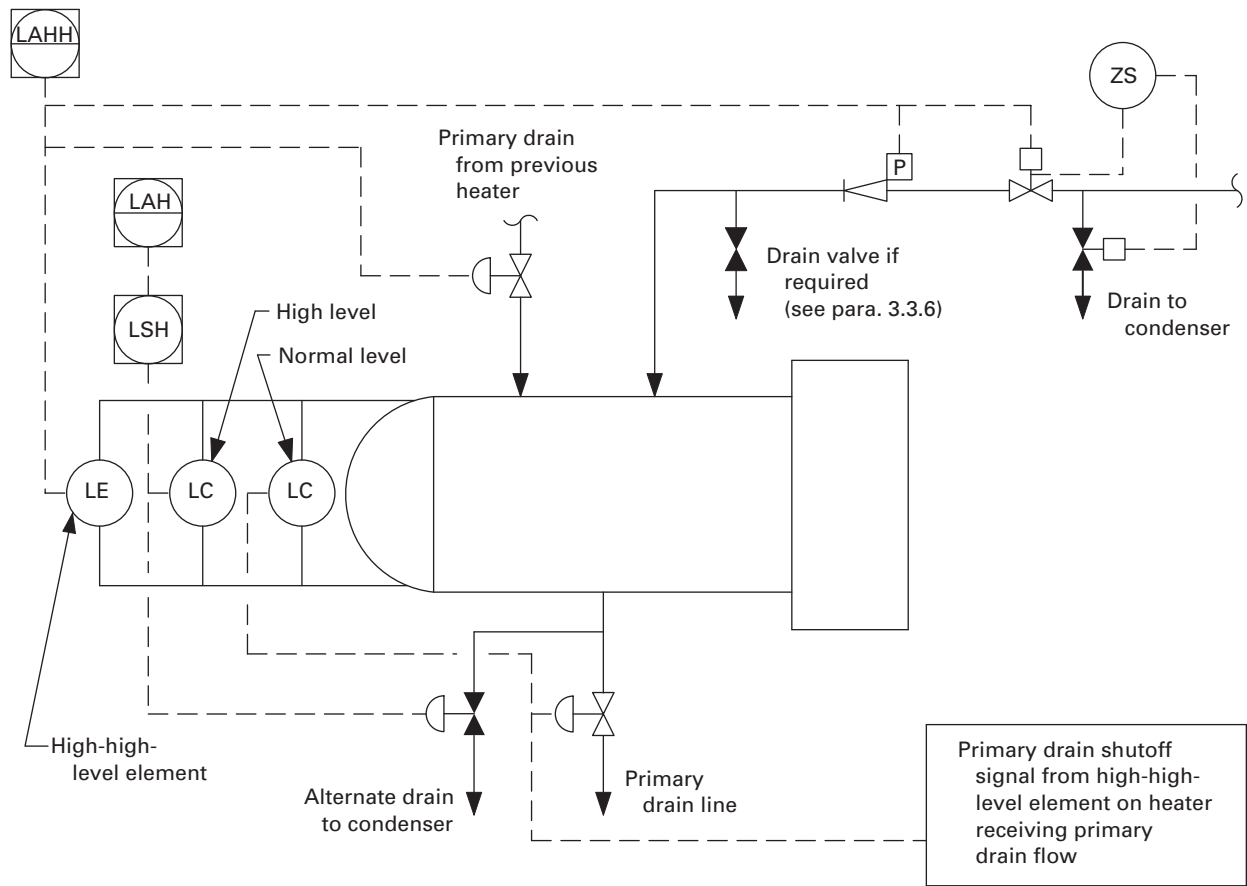 LAHH
ZS
Primary drain
from previous
heater
P
LAH
Drain valve if
required
(see para. 3.3.6)
Drain to
condenser
High level
LSH
Normal level
LE
LC
LC
High-high-
level element
Alternate drain
to condenser
Primary
drain line
Primary drain shutoff
signal from high-high-
level element on heater
receiving primary
drain flow